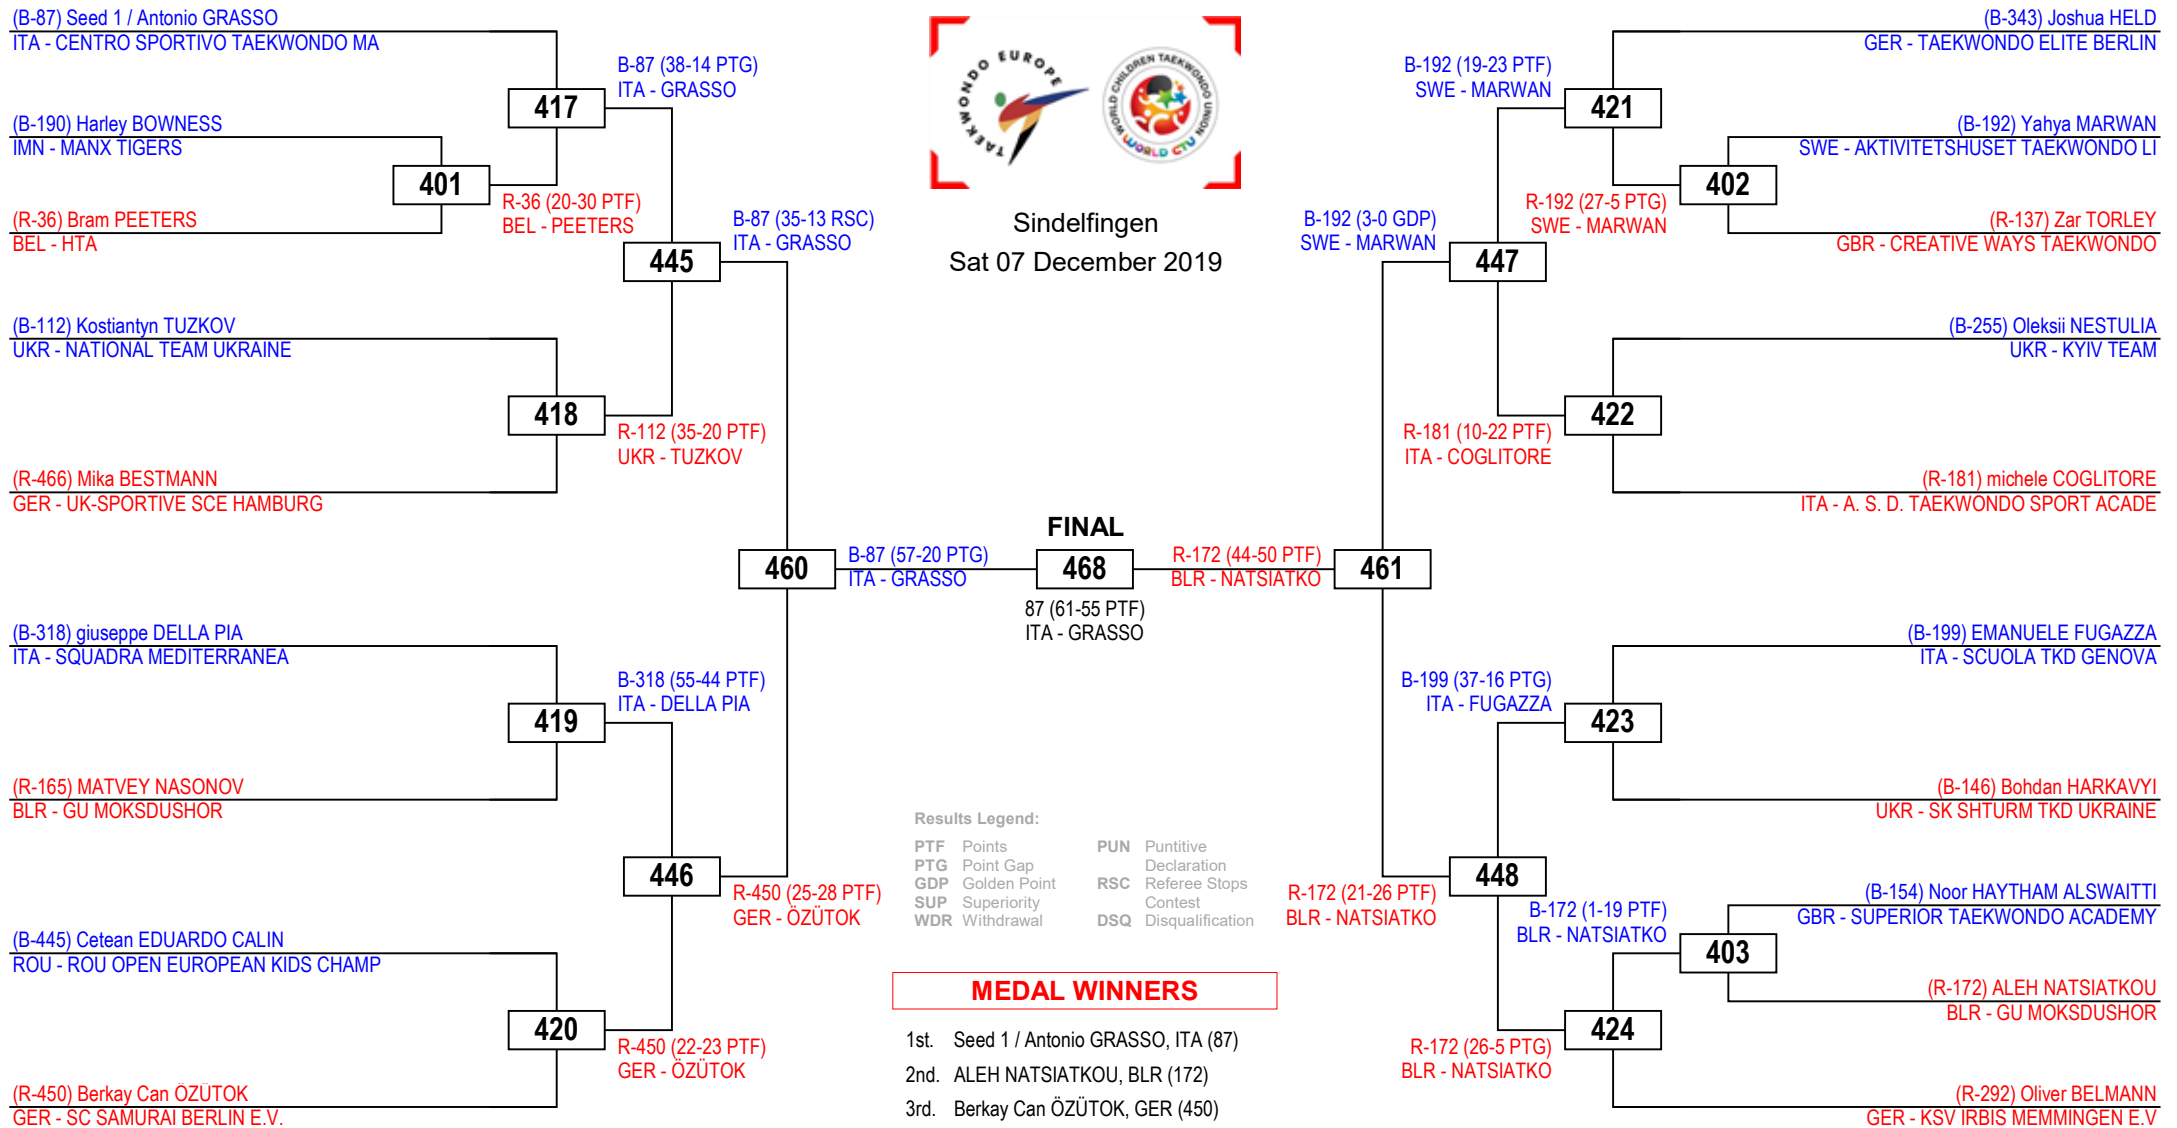 (B-87) Seed 1 / Antonio GRASSO
ITA - CENTRO SPORTIVO TAEKWONDO MA
(B-190) Harley BOWNESS
IMN - MANX TIGERS
(R-36) Bram PEETERS
BEL - HTA
(B-112) Kostiantyn TUZKOV
UKR - NATIONAL TEAM UKRAINE
(R-466) Mika BESTMANN
GER - UK-SPORTIVE SCE HAMBURG
(B-318) giuseppe DELLA PIA
ITA - SQUADRA MEDITERRANEA
(R-165) MATVEY NASONOV
BLR - GU MOKSDUSHOR
(B-445) Cetean EDUARDO CALIN
ROU - ROU OPEN EUROPEAN KIDS CHAMP
(R-450) Berkay Can ÖZÜTOK
GER - SC SAMURAI BERLIN E.V.
401
R-36 (20-30 PTF)
BEL - PEETERS
417
B-87 (38-14 PTG)
ITA - GRASSO
418
R-112 (35-20 PTF)
UKR - TUZKOV
419
B-318 (55-44 PTF)
ITA - DELLA PIA
420
R-450 (22-23 PTF)
GER - ÖZÜTOK
445
B-87 (35-13 RSC)
ITA - GRASSO
446
R-450 (25-28 PTF)
GER - ÖZÜTOK
460
B-87 (57-20 PTG)
ITA - GRASSO
TAEKWONDO EUROPE
WORLD CHILDREN TAEKWONDO UNION
WORLD CTU
Sindelfingen
Sat 07 December 2019
FINAL
468
87 (61-55 PTF)
ITA - GRASSO
Results Legend:
PTF Points
PTG Point Gap
GDP Golden Point
SUP Superiority
WDR Withdrawal
PUN Puntitive
Declaration
RSC Referee Stops
Contest
DSQ Disqualification
MEDAL WINNERS
1st. Seed 1 / Antonio GRASSO, ITA (87)
2nd. ALEH NATSIATKOU, BLR (172)
3rd. Berkay Can ÖZÜTOK, GER (450)
R-172 (44-50 PTF)
BLR - NATSIATKO
461
B-192 (3-0 GDP)
SWE - MARWAN
447
R-172 (21-26 PTF)
BLR - NATSIATKO
448
B-192 (19-23 PTF)
SWE - MARWAN
421
R-181 (10-22 PTF)
ITA - COGLITORE
422
B-199 (37-16 PTG)
ITA - FUGAZZA
423
R-172 (26-5 PTG)
BLR - NATSIATKO
424
R-192 (27-5 PTG)
SWE - MARWAN
402
B-172 (1-19 PTF)
BLR - NATSIATKO
403
(B-343) Joshua HELD
GER - TAEKWONDO ELITE BERLIN
(B-192) Yahya MARWAN
SWE - AKTIVITETSHUSET TAEKWONDO LI
(R-137) Zar TORLEY
GBR - CREATIVE WAYS TAEKWONDO
(B-255) Oleksii NESTULIA
UKR - KYIV TEAM
(R-181) michele COGLITORE
ITA - A. S. D. TAEKWONDO SPORT ACADE
(B-199) EMANUELE FUGAZZA
ITA - SCUOLA TKD GENOVA
(B-146) Bohdan HARKAVYI
UKR - SK SHTURM TKD UKRAINE
(B-154) Noor HAYTHAM ALSWAITTI
GBR - SUPERIOR TAEKWONDO ACADEMY
(R-172) ALEH NATSIATKOU
BLR - GU MOKSDUSHOR
(R-292) Oliver BELMANN
GER - KSV IRBIS MEMMINGEN E.V